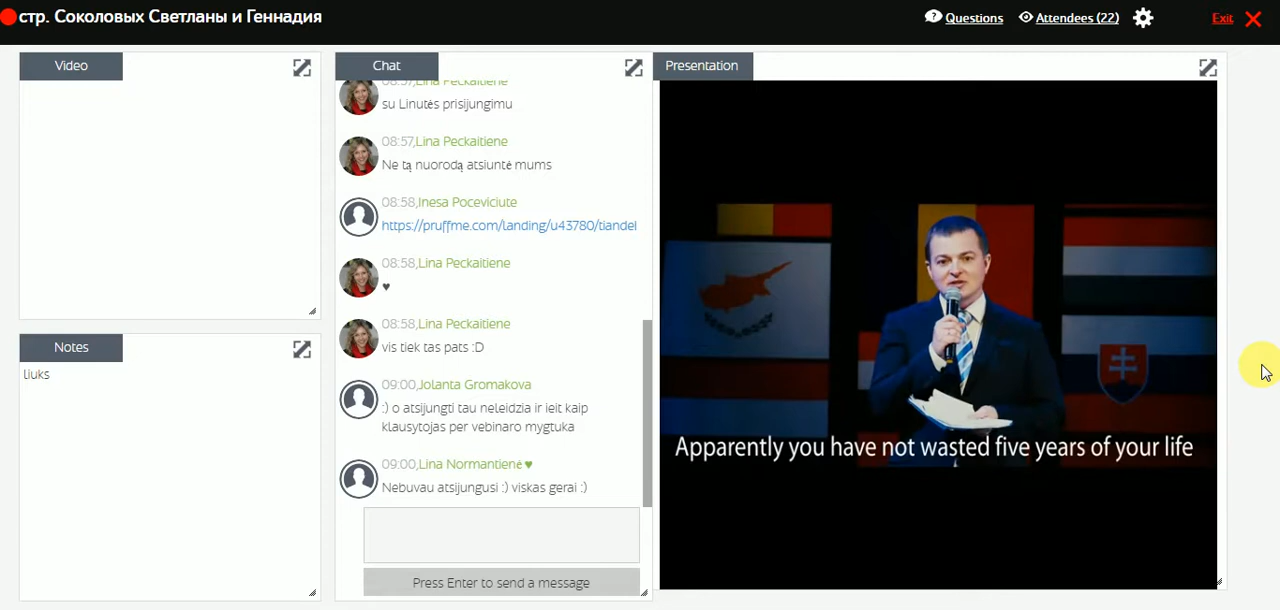 стр. Соколовых Светланы и Геннадия
Questions
Attendees (22)
Exit
Video
Chat
Presentation
08:57,Lina Peckaitiene
su Linutės prisijungimu
08:57,Lina Peckaitiene
Ne tą nuorodą atsiuntė mums
08:58,Inesa Poceviciute
https://pruffme.com/landing/u43780/tiandel
08:58,Lina Peckaitiene
♥
08:58,Lina Peckaitiene
vis tiek tas pats :D
09:00,Jolanta Gromakova
:) o atsijungti tau neleidzia ir ieit kaip
klausytojas per vebinaro mygtuka
09:00,Lina Normantienė ♥
Nebuvau atsijungusi :) viskas gerai :)
Press Enter to send a message
Notes
liuks
Apparently you have not wasted five years of your life